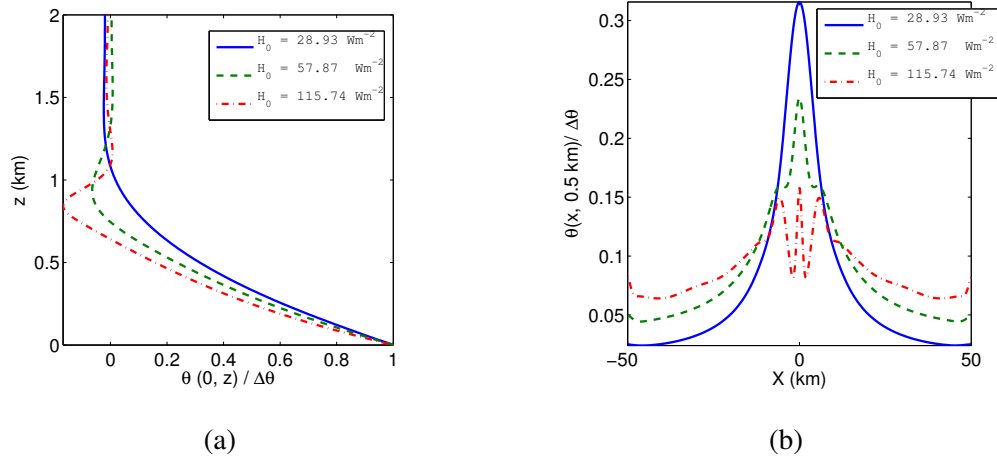 2
1.5
1
0.5
0
0 0.2 0.4 0.6 0.8 1
z (km)
θ (0, z) / Δθ
H₀ = 28.93 Wm⁻²
H₀ = 57.87 Wm⁻²
H₀ = 115.74 Wm⁻²
(a)
0.3
0.25
0.2
0.15
0.1
0.05
−50 0 50
θ(x, 0.5 km)/ Δθ
X (km)
H₀ = 28.93 Wm⁻²
H₀ = 57.87 Wm⁻²
H₀ = 115.74 Wm⁻²
(b)